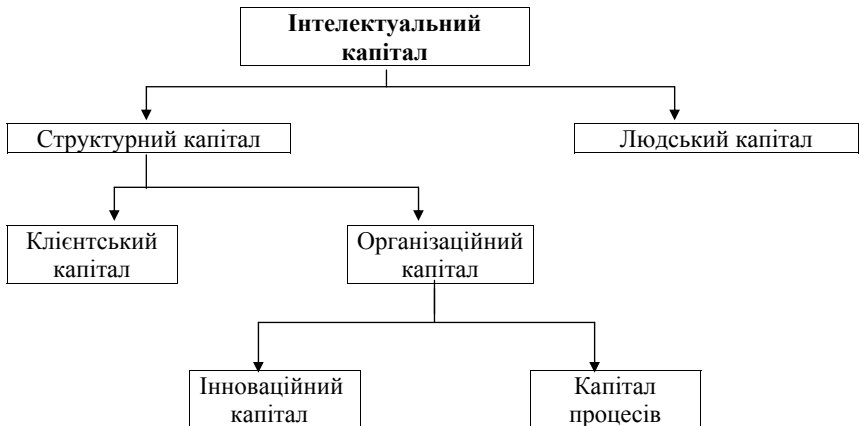 Інтелектуальний
капітал
Структурний капітал
Людський капітал
Клієнтський
капітал
Організаційний
капітал
Інноваційний
капітал
Капітал
процесів